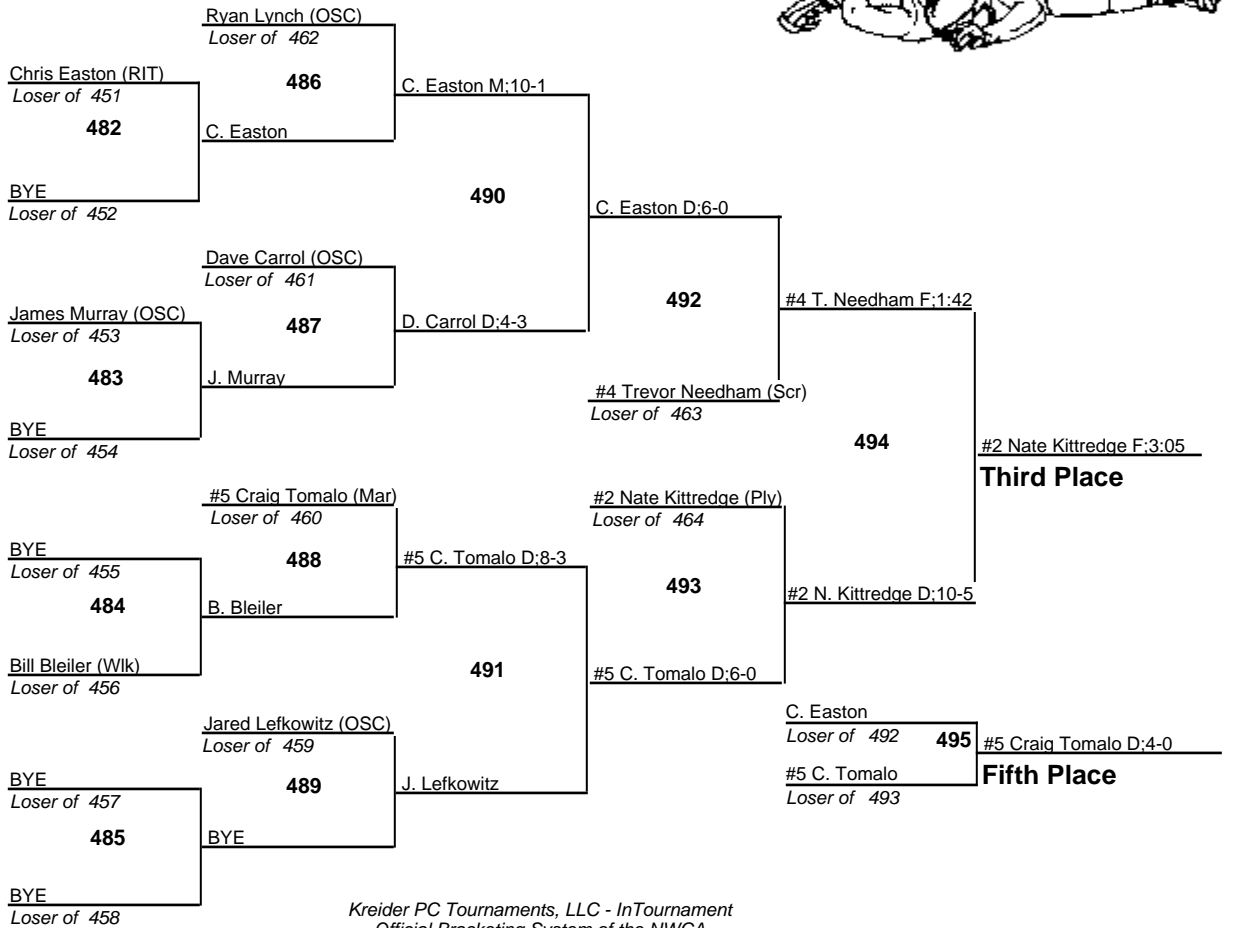 Ryan Lynch (OSC)
Loser of 462
Chris Easton (RIT)
Loser of 451
486
C. Easton M;10-1
482
C. Easton
BYE
Loser of 452
490
C. Easton D;6-0
Dave Carrol (OSC)
Loser of 461
James Murray (OSC)
Loser of 453
487
D. Carrol D;4-3
492
#4 T. Needham F;1:42
483
J. Murray
#4 Trevor Needham (Scr)
Loser of 463
BYE
Loser of 454
494
#2 Nate Kittredge F;3:05
Third Place
#5 Craig Tomalo (Mar)
Loser of 460
#2 Nate Kittredge (Ply)
Loser of 464
BYE
Loser of 455
488
#5 C. Tomalo D;8-3
493
484
B. Bleiler
#2 N. Kittredge D;10-5
Bill Bleiler (Wlk)
Loser of 456
491
#5 C. Tomalo D;6-0
Jared Lefkowitz (OSC)
Loser of 459
C. Easton
Loser of 492
495
#5 Craig Tomalo D;4-0
Fifth Place
#5 C. Tomalo
Loser of 493
BYE
Loser of 457
489
J. Lefkowitz
485
BYE
BYE
Loser of 458
Kreider PC Tournaments, LLC - InTournament
Official Bracketing System of the NWCA